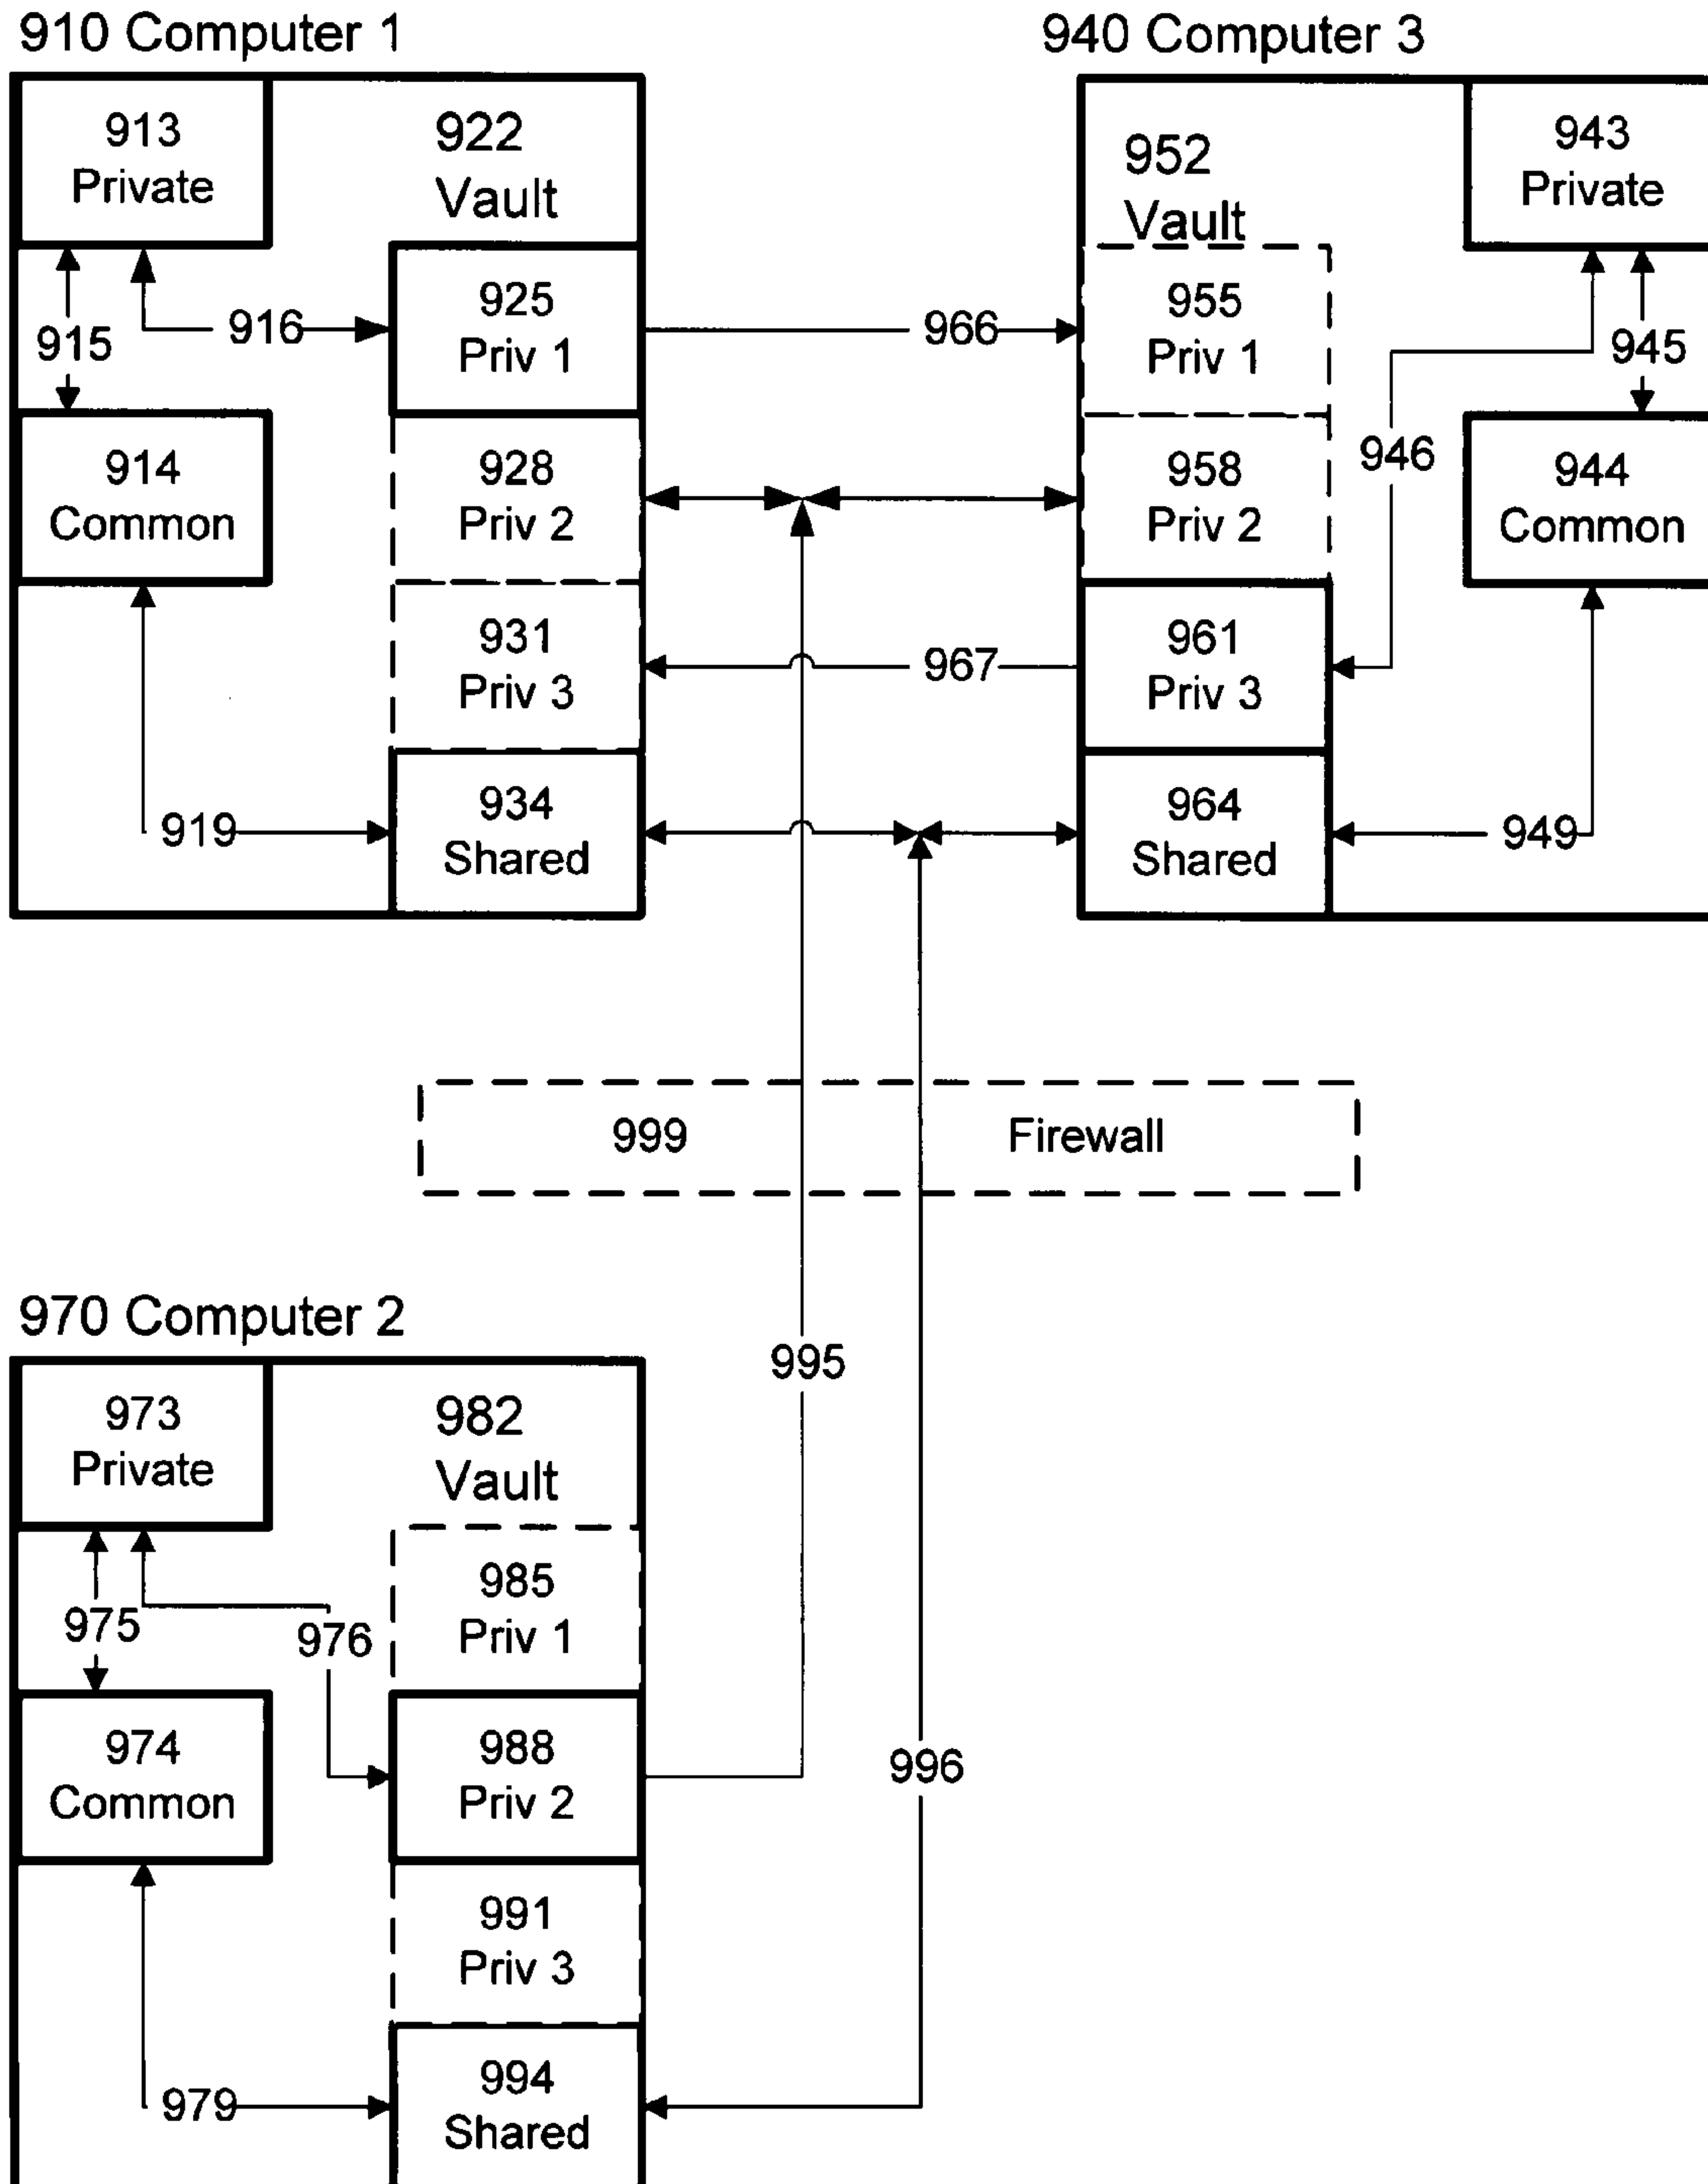 910 Computer 1
913
Private
922
Vault
915
916
925
Priv 1
914
Common
928
Priv 2
931
Priv 3
919
934
Shared
966
967
940 Computer 3
952
Vault
943
Private
955
Priv 1
945
946
958
Priv 2
944
Common
961
Priv 3
964
Shared
949
999
Firewall
995
996
970 Computer 2
973
Private
982
Vault
975
976
985
Priv 1
974
Common
988
Priv 2
991
Priv 3
979
994
Shared